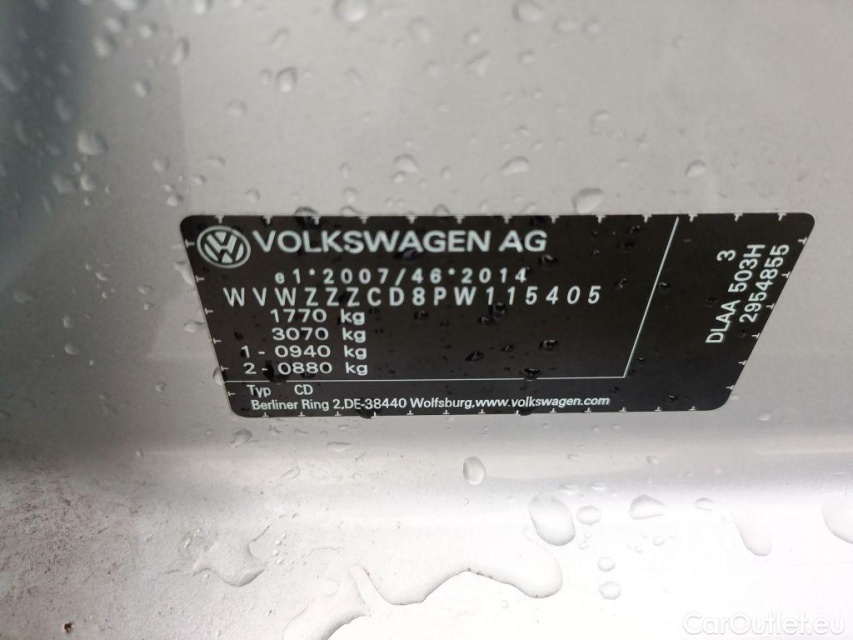 VOLKSWAGEN AG
e1*2007/46*2014
WVWZZZCD8PW115405
1770 kg
3070 kg
1 - 0940 kg
2 - 0880 kg
Typ CD
Berliner Ring 2,DE-38440 Wolfsburg,www.volkswagen.com
3
DLAA 503H
2954855
CarOutlet.eu